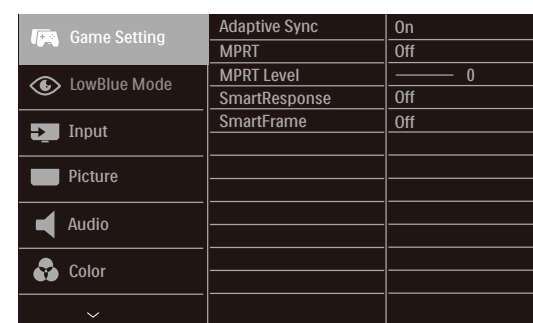 Game Setting
LowBlue Mode
Input
Picture
Audio
Color
Adaptive Sync On
MPRT Off
MPRT Level 0
SmartResponse Off
SmartFrame Off